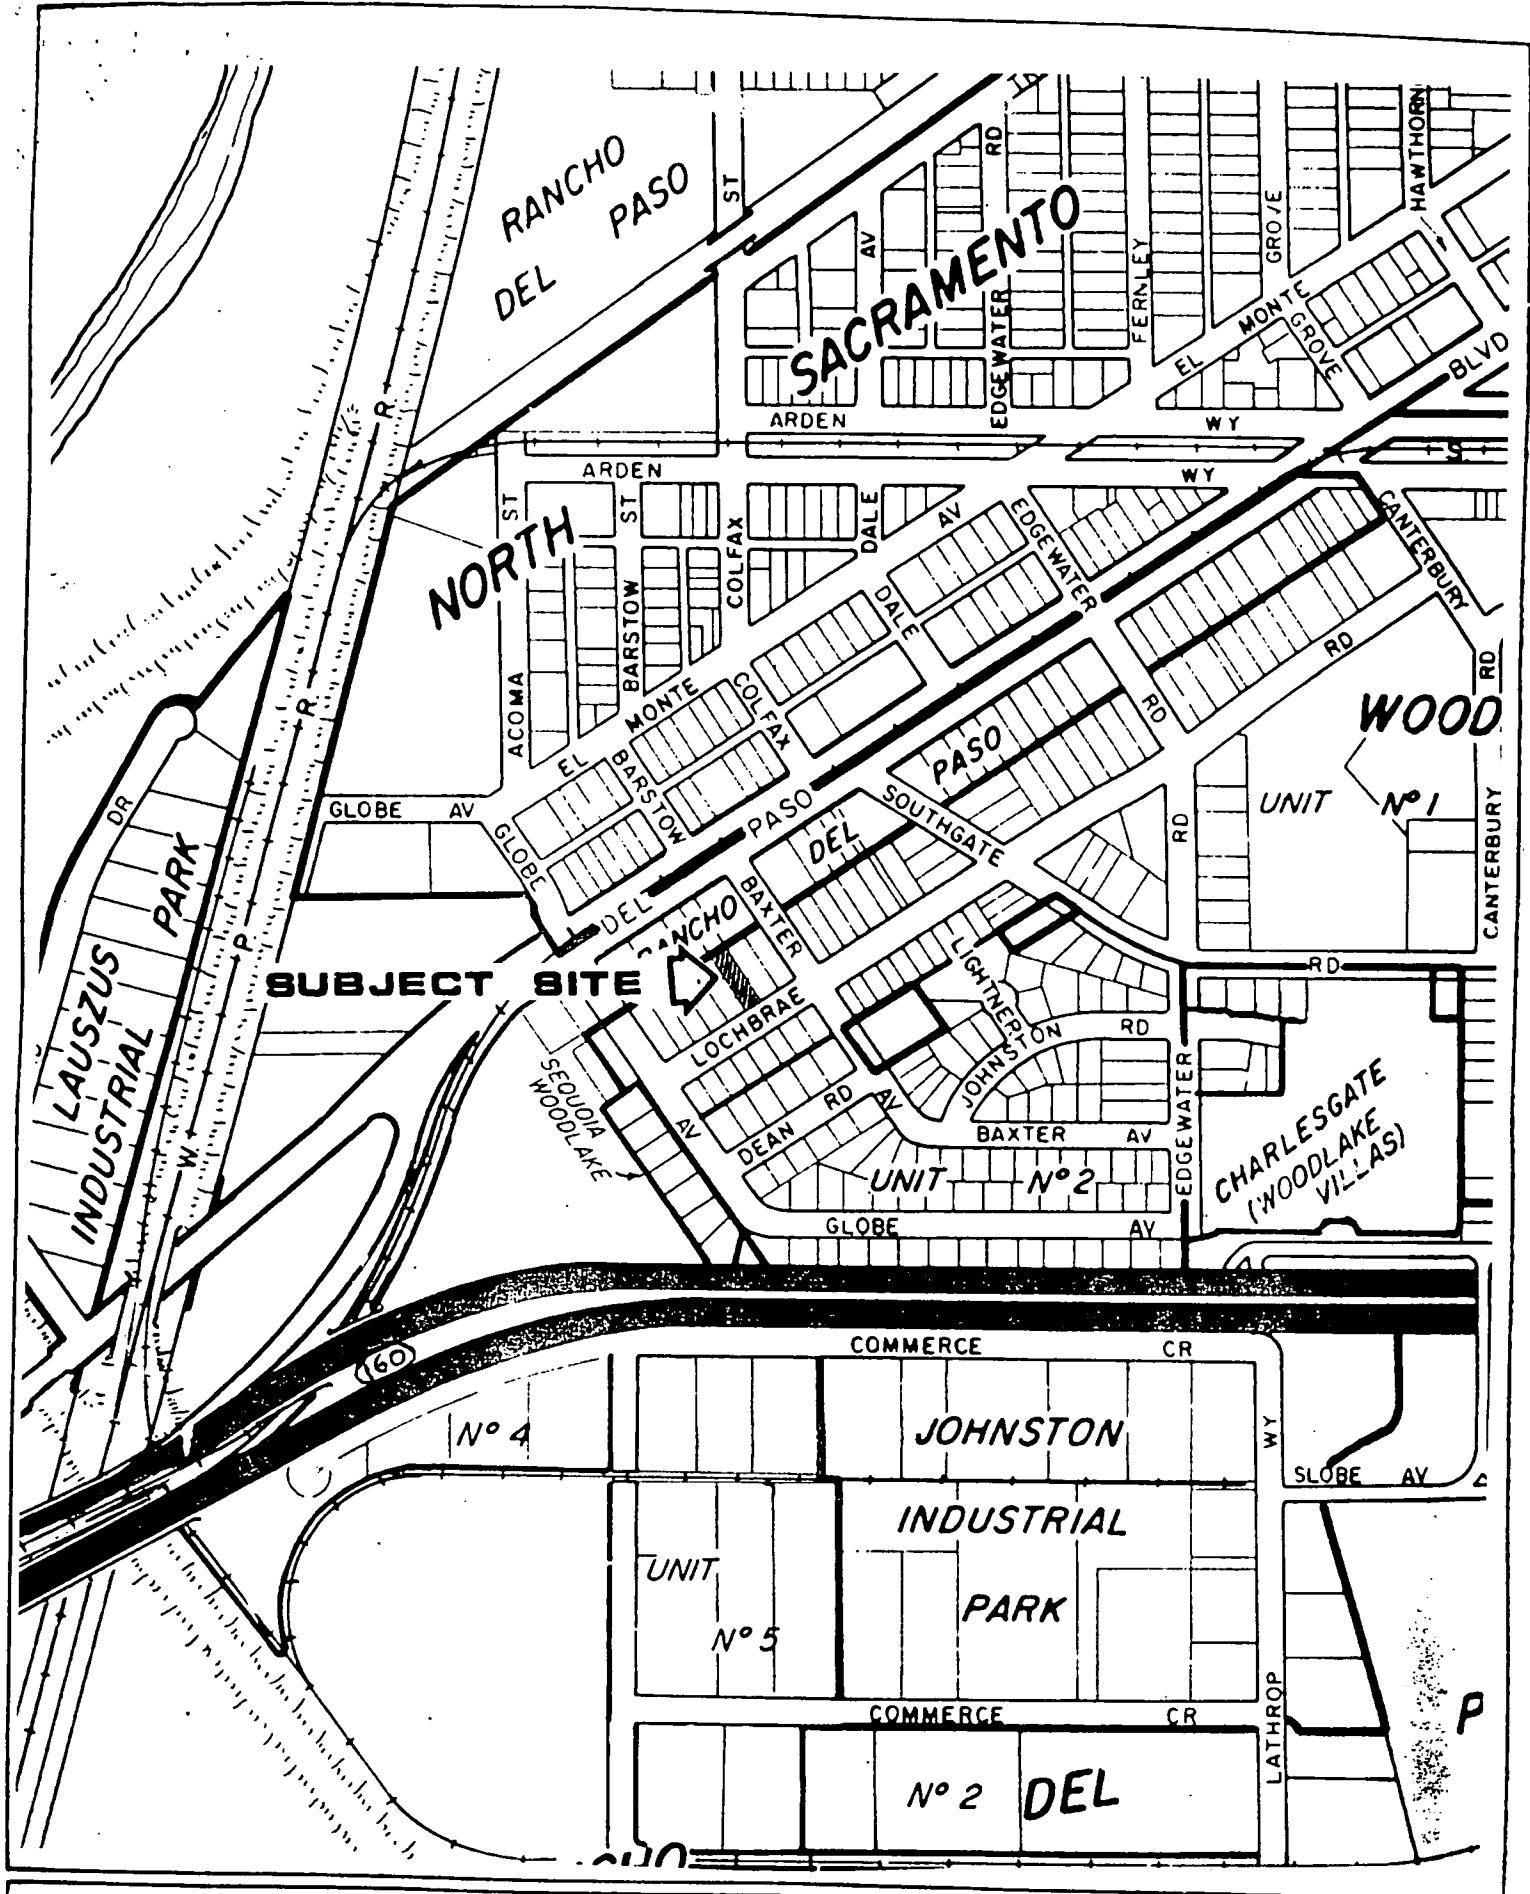 RANCHO
PASO
DEL
ST
RD
AV
SACRAMENTO
EDGEWATER
FERNLEY
GROVE
HAWTHORN
EL MONTE
GROVE
BLVD
ARDEN WY
ARDEN WY
ST
ST
NORTH
COLFAX
DALE
AV
EDGEWATER
CANTERBURY
RD
RD
ACOMA
BARSTOW
EL MONTE
BARSTOW
COLFAX
DALE
RD
WOOD
UNIT Nº 1
CANTERBURY
RD
GLOBE AV
GLOBE
DEL PASO
PASO
DEL
SOUTHGATE
BAXTER
DR
LAUSZUS PARK
INDUSTRIAL
R
R
P
W
SUBJECT SITE
LOCHBRAE
LIGHTNER
JOHNSTON RD
RD
EDGEWATER
SEQUOIA
WOODLAKE
AV
DEAN RD
AV
BAXTER AV
UNIT Nº 2
GLOBE AV
CHARLESGATE
(WOODLAKE
VILLAS)
160
COMMERCE CR
Nº 4
JOHNSTON
WY
SLOBE AV
INDUSTRIAL
UNIT
PARK
Nº 5
COMMERCE CR
LATHROP
P
Nº 2 DEL